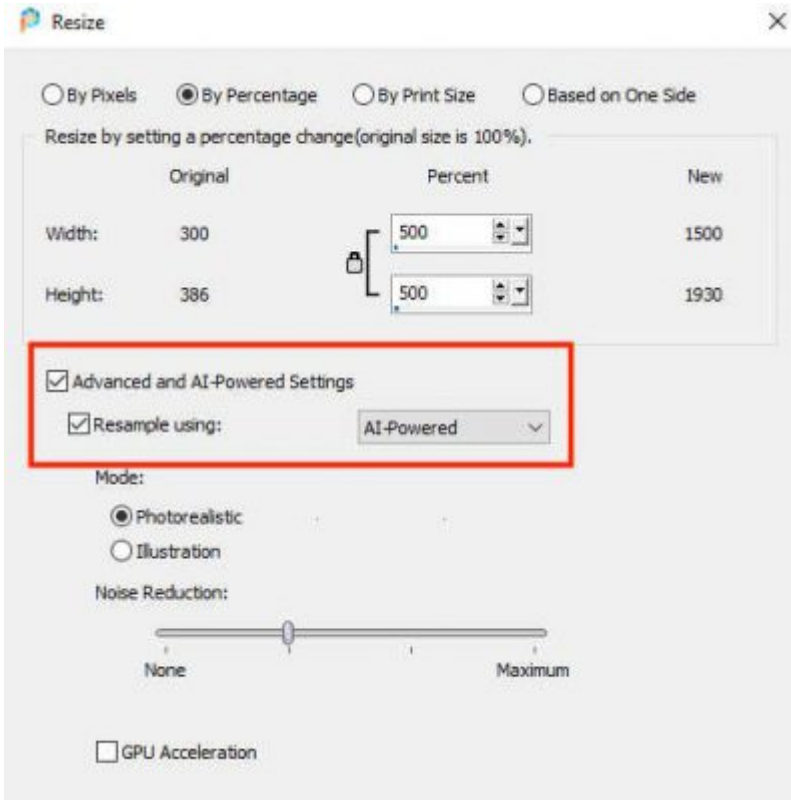 Resize
By Pixels By Percentage By Print Size Based on One Side
Resize by setting a percentage change(original size is 100%).
Original Percent New
Width: 300 500 1500
Height: 386 500 1930
Advanced and AI-Powered Settings
Resample using: AI-Powered
Mode:
Photorealistic
Illustration
Noise Reduction:
None Maximum
GPU Acceleration